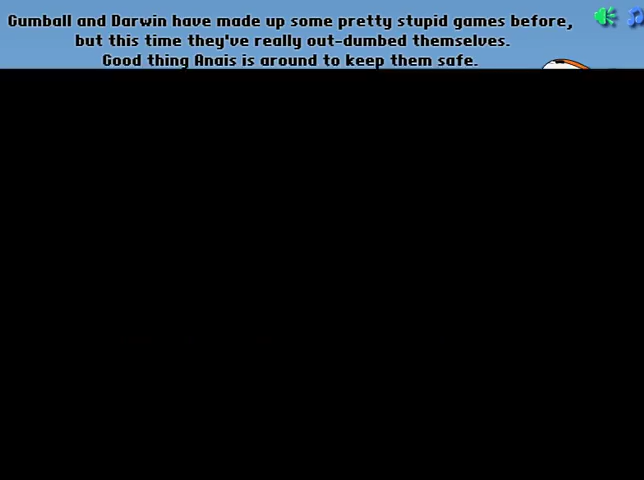 Gumball and Darwin have made up some pretty stupid games before,
but this time they've really out-dumbed themselves.
Good thing Anais is around to keep them safe.